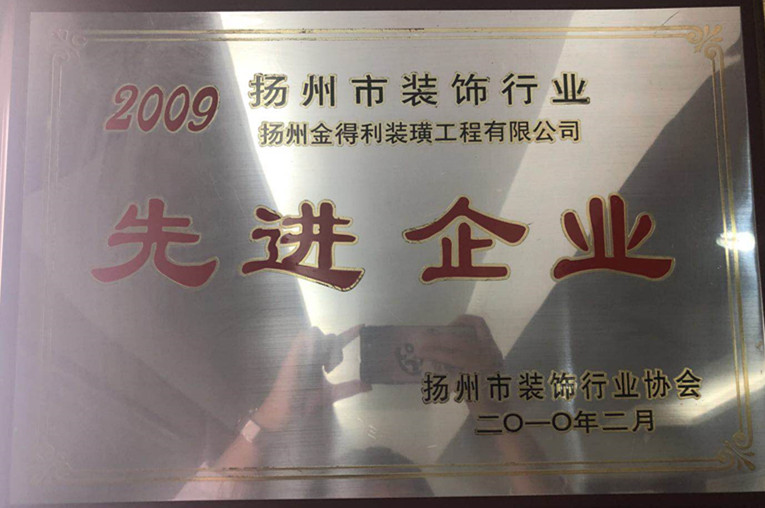 2009 扬州市装饰行业
扬州金得利装璜工程有限公司
先进企业
扬州市装饰行业协会
二〇一〇年二月